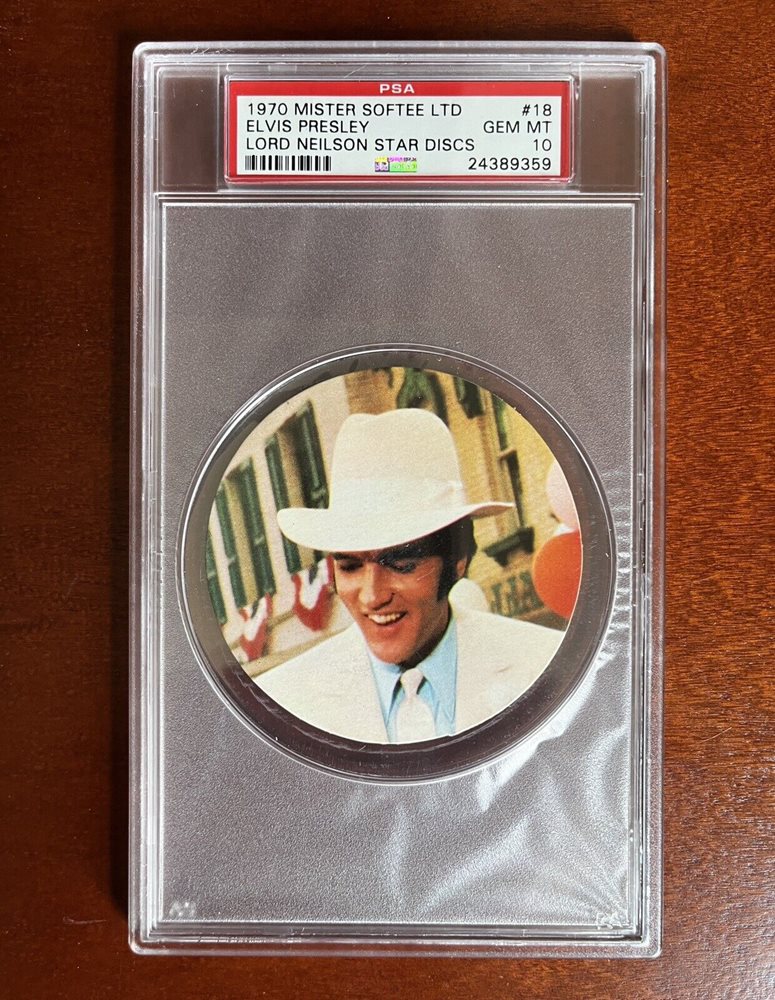 PSA
1970 MISTER SOFTEE LTD #18
ELVIS PRESLEY GEM MT
LORD NEILSON STAR DISCS 10
24389359